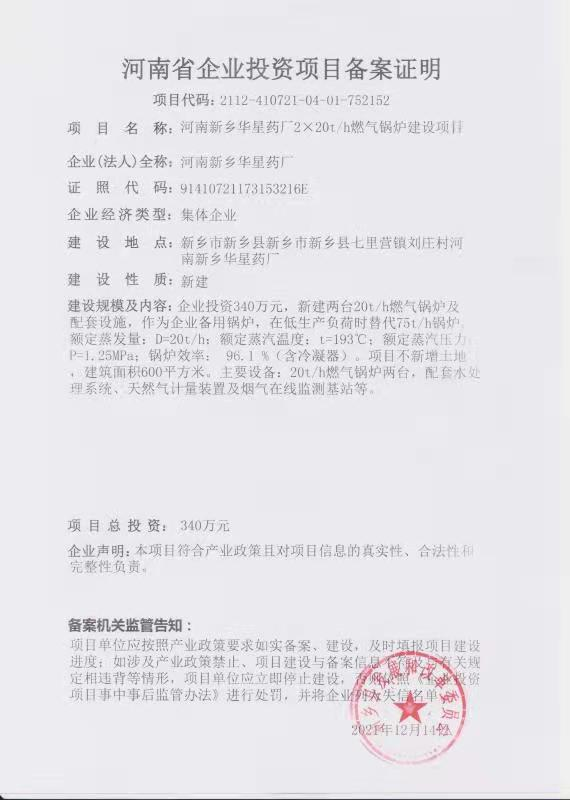 河南省企业投资项目备案证明
项目代码: 2112-410721-04-01-752152
项目名称: 河南新乡华星药厂2×20t/h燃气锅炉建设项目
企业(法人)全称: 河南新乡华星药厂
证照代码: 91410721173153216E
企业经济类型: 集体企业
建设地点: 新乡市新乡县新乡市新乡县七里营镇刘庄村河
南新乡华星药厂
建设性质: 新建
建设规模及内容: 企业投资340万元，新建两台20t/h燃气锅炉及
配套设施，作为企业备用锅炉，在低生产负荷时替代75t/h锅炉。
额定蒸发量: D=20t/h; 额定蒸汽温度: t=193℃; 额定蒸汽压力:
P=1.25MPa; 锅炉效率: 96.1％（含冷凝器）。项目不新增土地
，建筑面积600平方米。主要设备: 20t/h燃气锅炉两台，配套水处
理系统、天然气计量装置及烟气在线监测基站等。
项目总投资: 340万元
企业声明: 本项目符合产业政策且对项目信息的真实性、合法性和
完整性负责。
备案机关监管告知:
项目单位应按照产业政策要求如实备案、建设，及时填报项目建设
进度; 如涉及产业政策禁止、项目建设与备案信息不符、与有关规
定相违背等情形，项目单位应立即停止建设，否则依照《企业投资
项目事中事后监管办法》进行处罚，并将企业列入失信名单。
新乡县发展和改革委员会
2021年12月14日